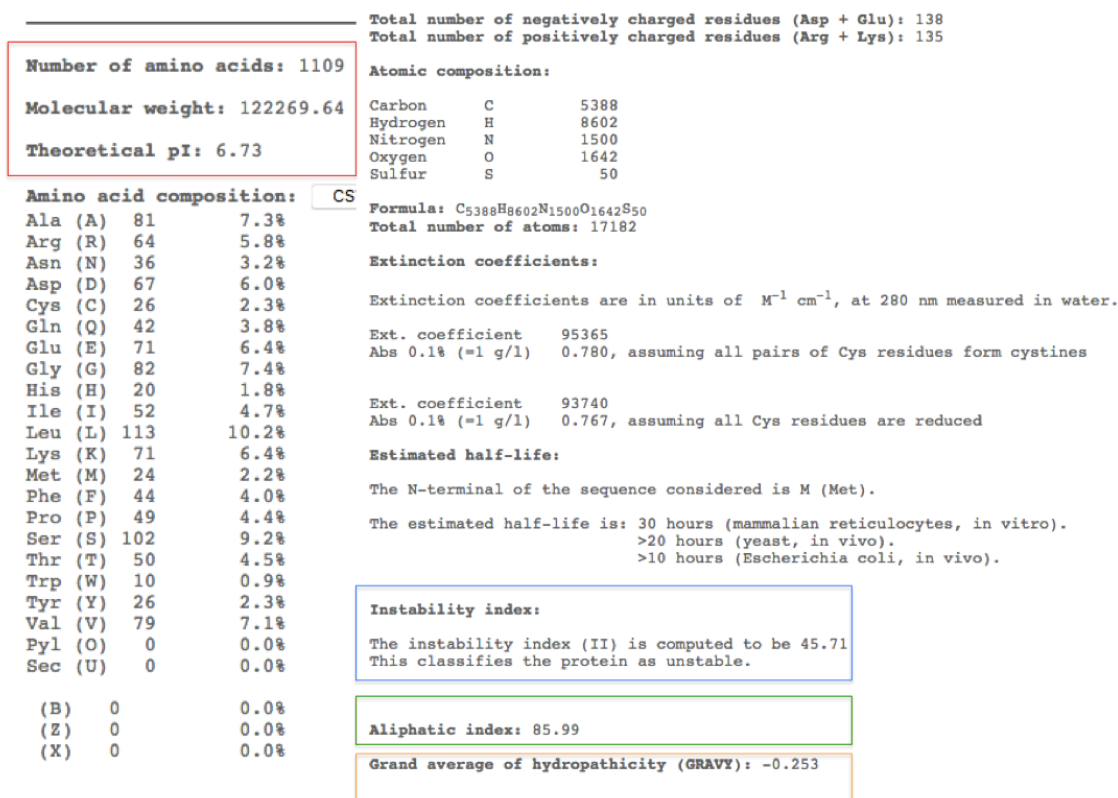 Number of amino acids: 1109
Molecular weight: 122269.64
Theoretical pI: 6.73
Amino acid composition: CS
Ala (A) 81 7.3%
Arg (R) 64 5.8%
Asn (N) 36 3.2%
Asp (D) 67 6.0%
Cys (C) 26 2.3%
Gln (Q) 42 3.8%
Glu (E) 71 6.4%
Gly (G) 82 7.4%
His (H) 20 1.8%
Ile (I) 52 4.7%
Leu (L) 113 10.2%
Lys (K) 71 6.4%
Met (M) 24 2.2%
Phe (F) 44 4.0%
Pro (P) 49 4.4%
Ser (S) 102 9.2%
Thr (T) 50 4.5%
Trp (W) 10 0.9%
Tyr (Y) 26 2.3%
Val (V) 79 7.1%
Pyl (O) 0 0.0%
Sec (U) 0 0.0%
(B) 0 0.0%
(Z) 0 0.0%
(X) 0 0.0%
Total number of negatively charged residues (Asp + Glu): 138
Total number of positively charged residues (Arg + Lys): 135
Atomic composition:
Carbon C 5388
Hydrogen H 8602
Nitrogen N 1500
Oxygen O 1642
Sulfur S 50
Formula: C5388H8602N1500O1642S50
Total number of atoms: 17182
Extinction coefficients:
Extinction coefficients are in units of M-1 cm-1, at 280 nm measured in water.
Ext. coefficient 95365
Abs 0.1% (=1 g/l) 0.780, assuming all pairs of Cys residues form cystines
Ext. coefficient 93740
Abs 0.1% (=1 g/l) 0.767, assuming all Cys residues are reduced
Estimated half-life:
The N-terminal of the sequence considered is M (Met).
The estimated half-life is: 30 hours (mammalian reticulocytes, in vitro).
>20 hours (yeast, in vivo).
>10 hours (Escherichia coli, in vivo).
Instability index:
The instability index (II) is computed to be 45.71
This classifies the protein as unstable.
Aliphatic index: 85.99
Grand average of hydropathicity (GRAVY): -0.253